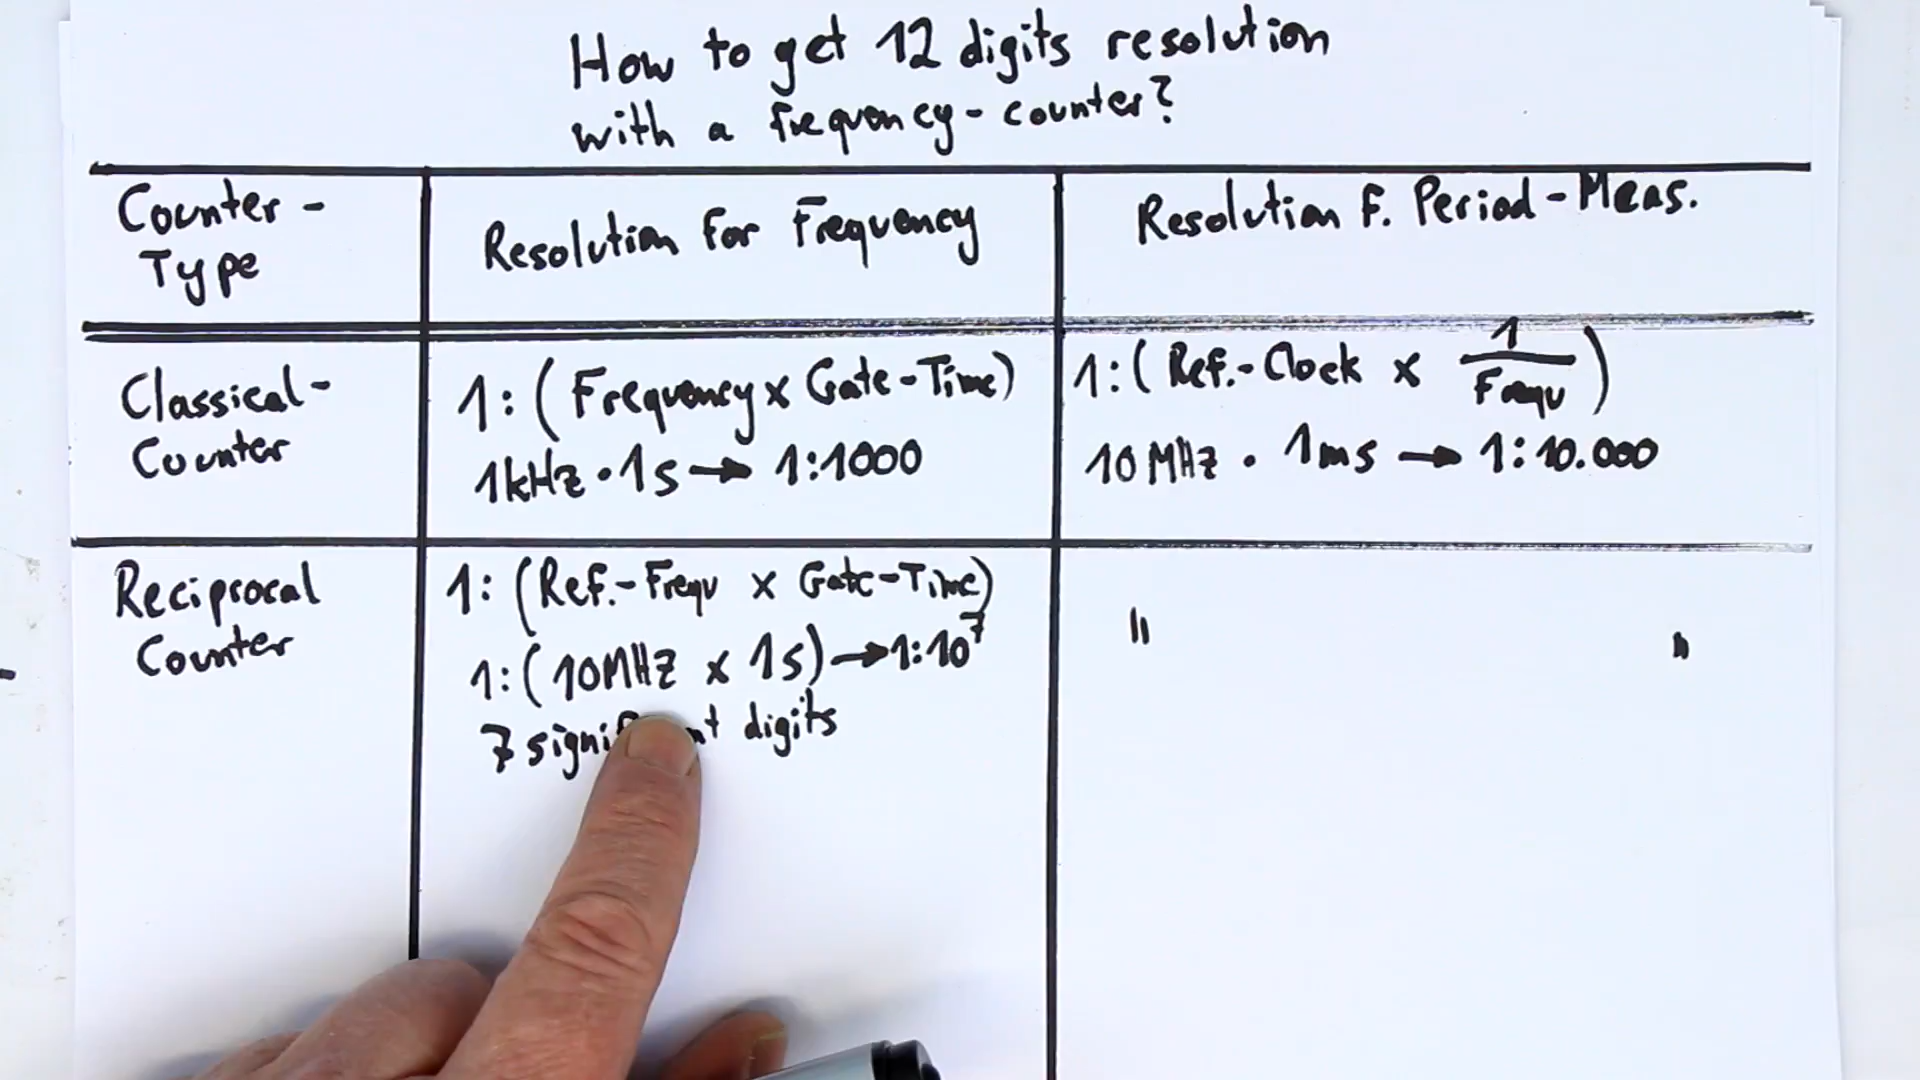 How to get 12 digits resolution
with a frequency-counter?
Counter-
Type
Resolution For Frequency
Resolution F. Period-Meas.
Classical-
Counter
1:(Frequency x Gate-Time)
1kHz · 1s → 1:1000
1:(Ref.-Clock x 1/Frequ)
10 MHz · 1ms → 1:10.000
Reciprocal
Counter
1:(Ref.-Frequ x Gate-Time)
1:(10MHZ x 1s) → 1:10⁷
7 significant digits
" "